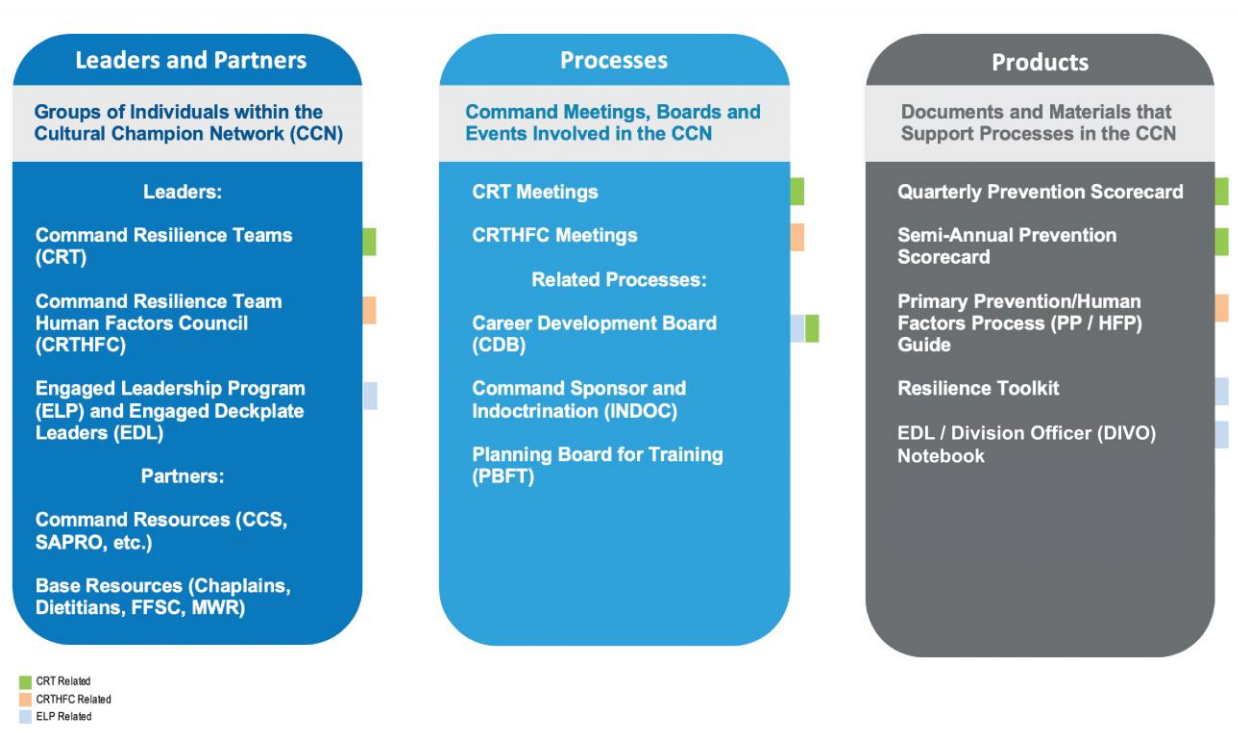 Leaders and Partners
Groups of Individuals within the
Cultural Champion Network (CCN)
Leaders:
Command Resilience Teams
(CRT)
Command Resilience Team
Human Factors Council
(CRTHFC)
Engaged Leadership Program
(ELP) and Engaged Deckplate
Leaders (EDL)
Partners:
Command Resources (CCS,
SAPRO, etc.)
Base Resources (Chaplains,
Dietitians, FFSC, MWR)
Processes
Command Meetings, Boards and
Events Involved in the CCN
CRT Meetings
CRTHFC Meetings
Related Processes:
Career Development Board
(CDB)
Command Sponsor and
Indoctrination (INDOC)
Planning Board for Training
(PBFT)
Products
Documents and Materials that
Support Processes in the CCN
Quarterly Prevention Scorecard
Semi-Annual Prevention
Scorecard
Primary Prevention/Human
Factors Process (PP / HFP)
Guide
Resilience Toolkit
EDL / Division Officer (DIVO)
Notebook
CRT Related
CRTHFC Related
ELP Related